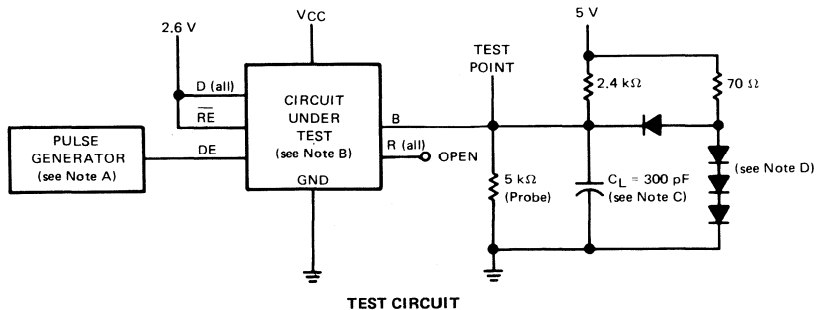 2.6 V
VCC
5 V
TEST
POINT
D (all)
2.4 kΩ
70 Ω
CIRCUIT
UNDER
TEST
(see Note B)
RE
B
PULSE
GENERATOR
(see Note A)
DE
R (all)
OPEN
GND
5 kΩ
(Probe)
CL = 300 pF
(see Note C)
(see Note D)
TEST CIRCUIT